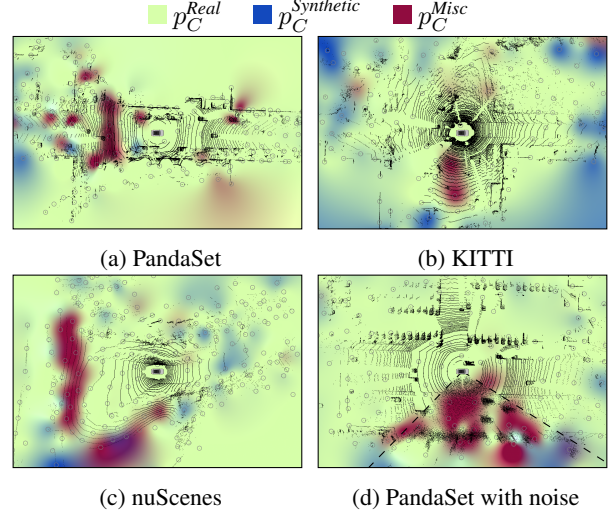 p_C^Real p_C^Synthetic p_C^Misc
(a) PandaSet (b) KITTI
(c) nuScenes (d) PandaSet with noise